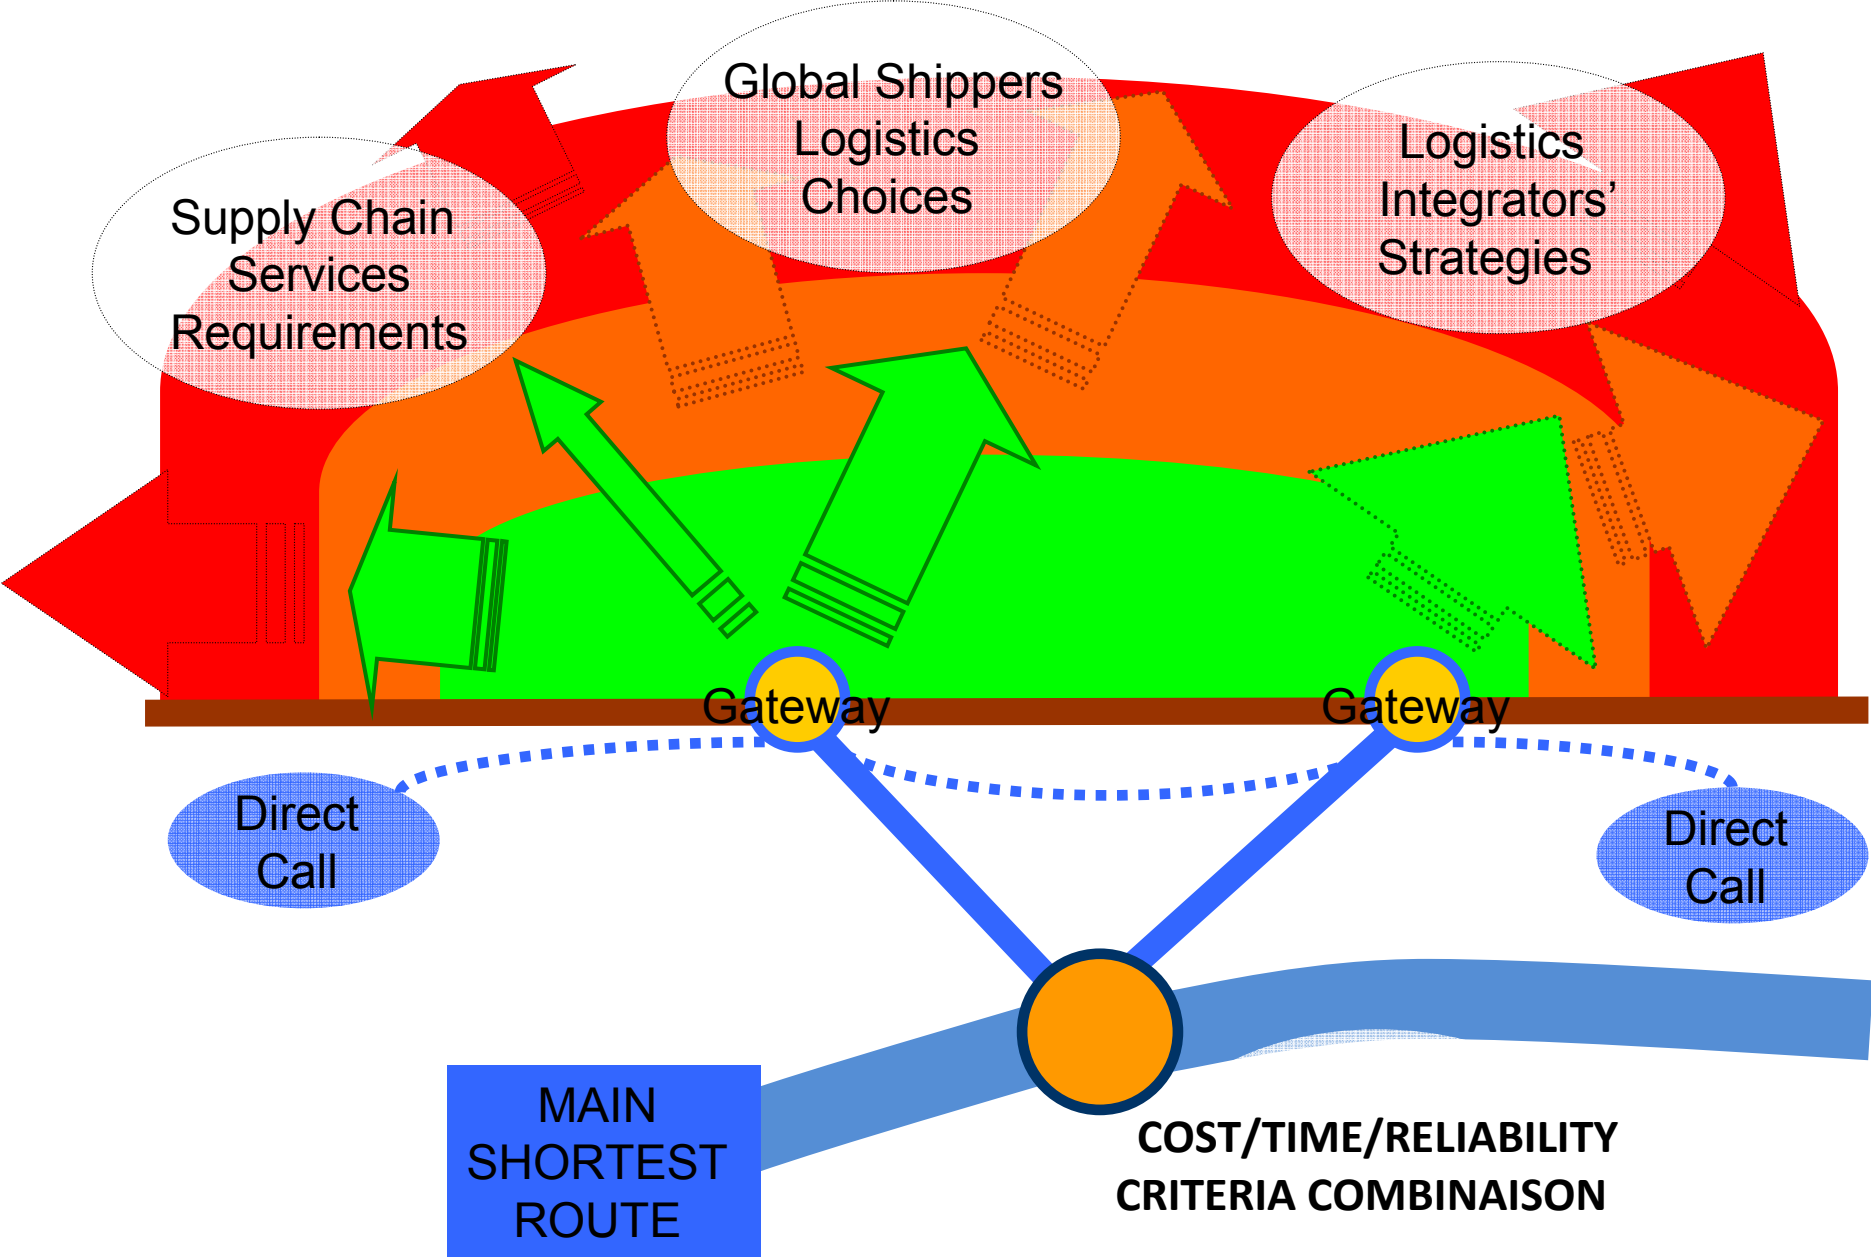 Global Shippers
Logistics
Choices
Logistics
Integrators’
Strategies
Supply Chain
Services
Requirements
Gateway
Gateway
Direct
Call
Direct
Call
MAIN
SHORTEST
ROUTE
COST/TIME/RELIABILITY
CRITERIA COMBINAISON